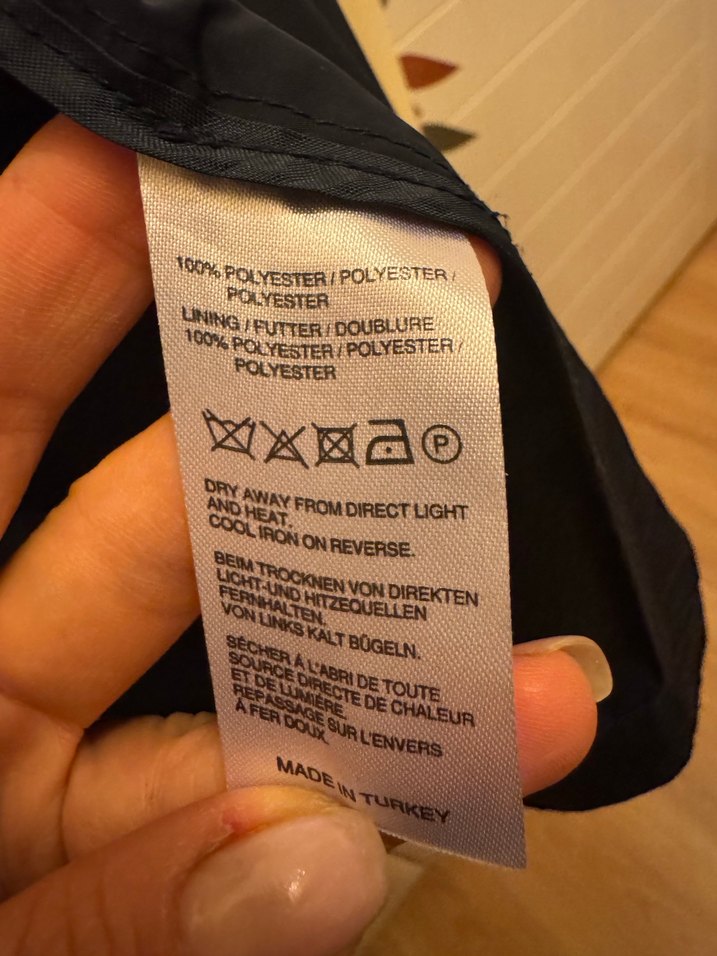 100% POLYESTER / POLYESTER /
POLYESTER
LINING / FUTTER / DOUBLURE
100% POLYESTER / POLYESTER /
POLYESTER
P
DRY AWAY FROM DIRECT LIGHT
AND HEAT.
COOL IRON ON REVERSE.
BEIM TROCKNEN VON DIREKTEN
LICHT-UND HITZEQUELLEN
FERNHALTEN.
VON LINKS KALT BÜGELN.
SÉCHER À L'ABRI DE TOUTE
SOURCE DIRECTE DE CHALEUR
ET DE LUMIÈRE.
REPASSAGE SUR L'ENVERS
À FER DOUX.
MADE IN TURKEY